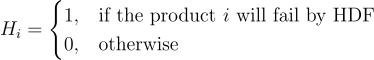 H_i = { 1, if the product i will fail by HDF
0, otherwise